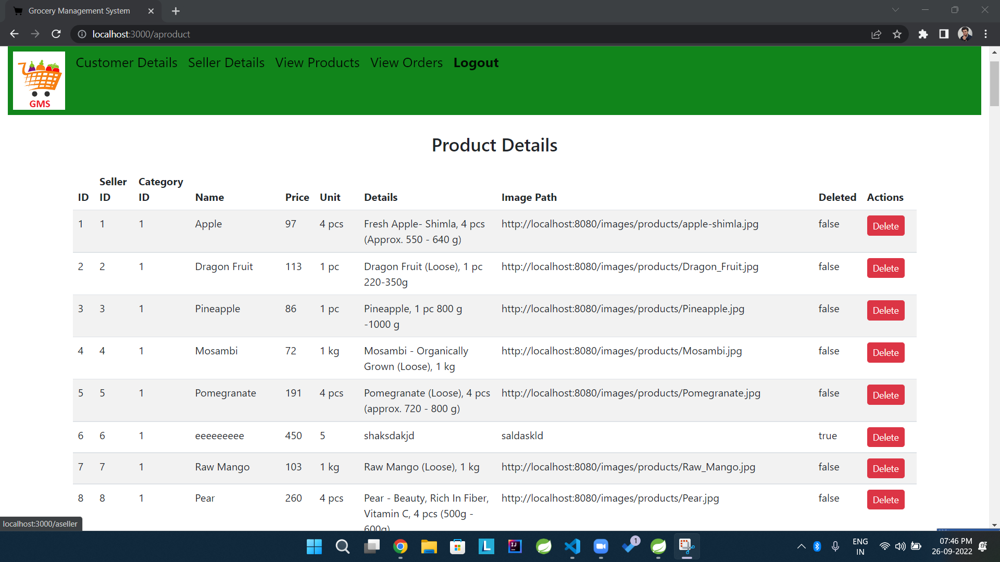 Grocery Management System
localhost:3000/aproduct
Customer Details Seller Details View Products View Orders Logout
GMS
Product Details
Seller Category
ID ID ID Name Price Unit Details Image Path Deleted Actions
1 1 1 Apple 97 4 pcs Fresh Apple- Shimla, 4 pcs http://localhost:8080/images/products/apple-shimla.jpg false Delete
(Approx. 550 - 640 g)
2 2 1 Dragon Fruit 113 1 pc Dragon Fruit (Loose), 1 pc http://localhost:8080/images/products/Dragon_Fruit.jpg false Delete
220-350g
3 3 1 Pineapple 86 1 pc Pineapple, 1 pc 800 g http://localhost:8080/images/products/Pineapple.jpg false Delete
-1000 g
4 4 1 Mosambi 72 1 kg Mosambi - Organically http://localhost:8080/images/products/Mosambi.jpg false Delete
Grown (Loose), 1 kg
5 5 1 Pomegranate 191 4 pcs Pomegranate (Loose), 4 pcs http://localhost:8080/images/products/Pomegranate.jpg false Delete
(approx. 720 - 800 g)
6 6 1 eeeeeeeee 450 5 shaksdakjd saldaskld true Delete
7 7 1 Raw Mango 103 1 kg Raw Mango (Loose), 1 kg http://localhost:8080/images/products/Raw_Mango.jpg false Delete
8 8 1 Pear 260 4 pcs Pear - Beauty, Rich In Fiber, http://localhost:8080/images/products/Pear.jpg false Delete
Vitamin C, 4 pcs (500g -
600g)
localhost:3000/aseller
L IJ 1 ENG 07:46 PM
IN 26-09-2022